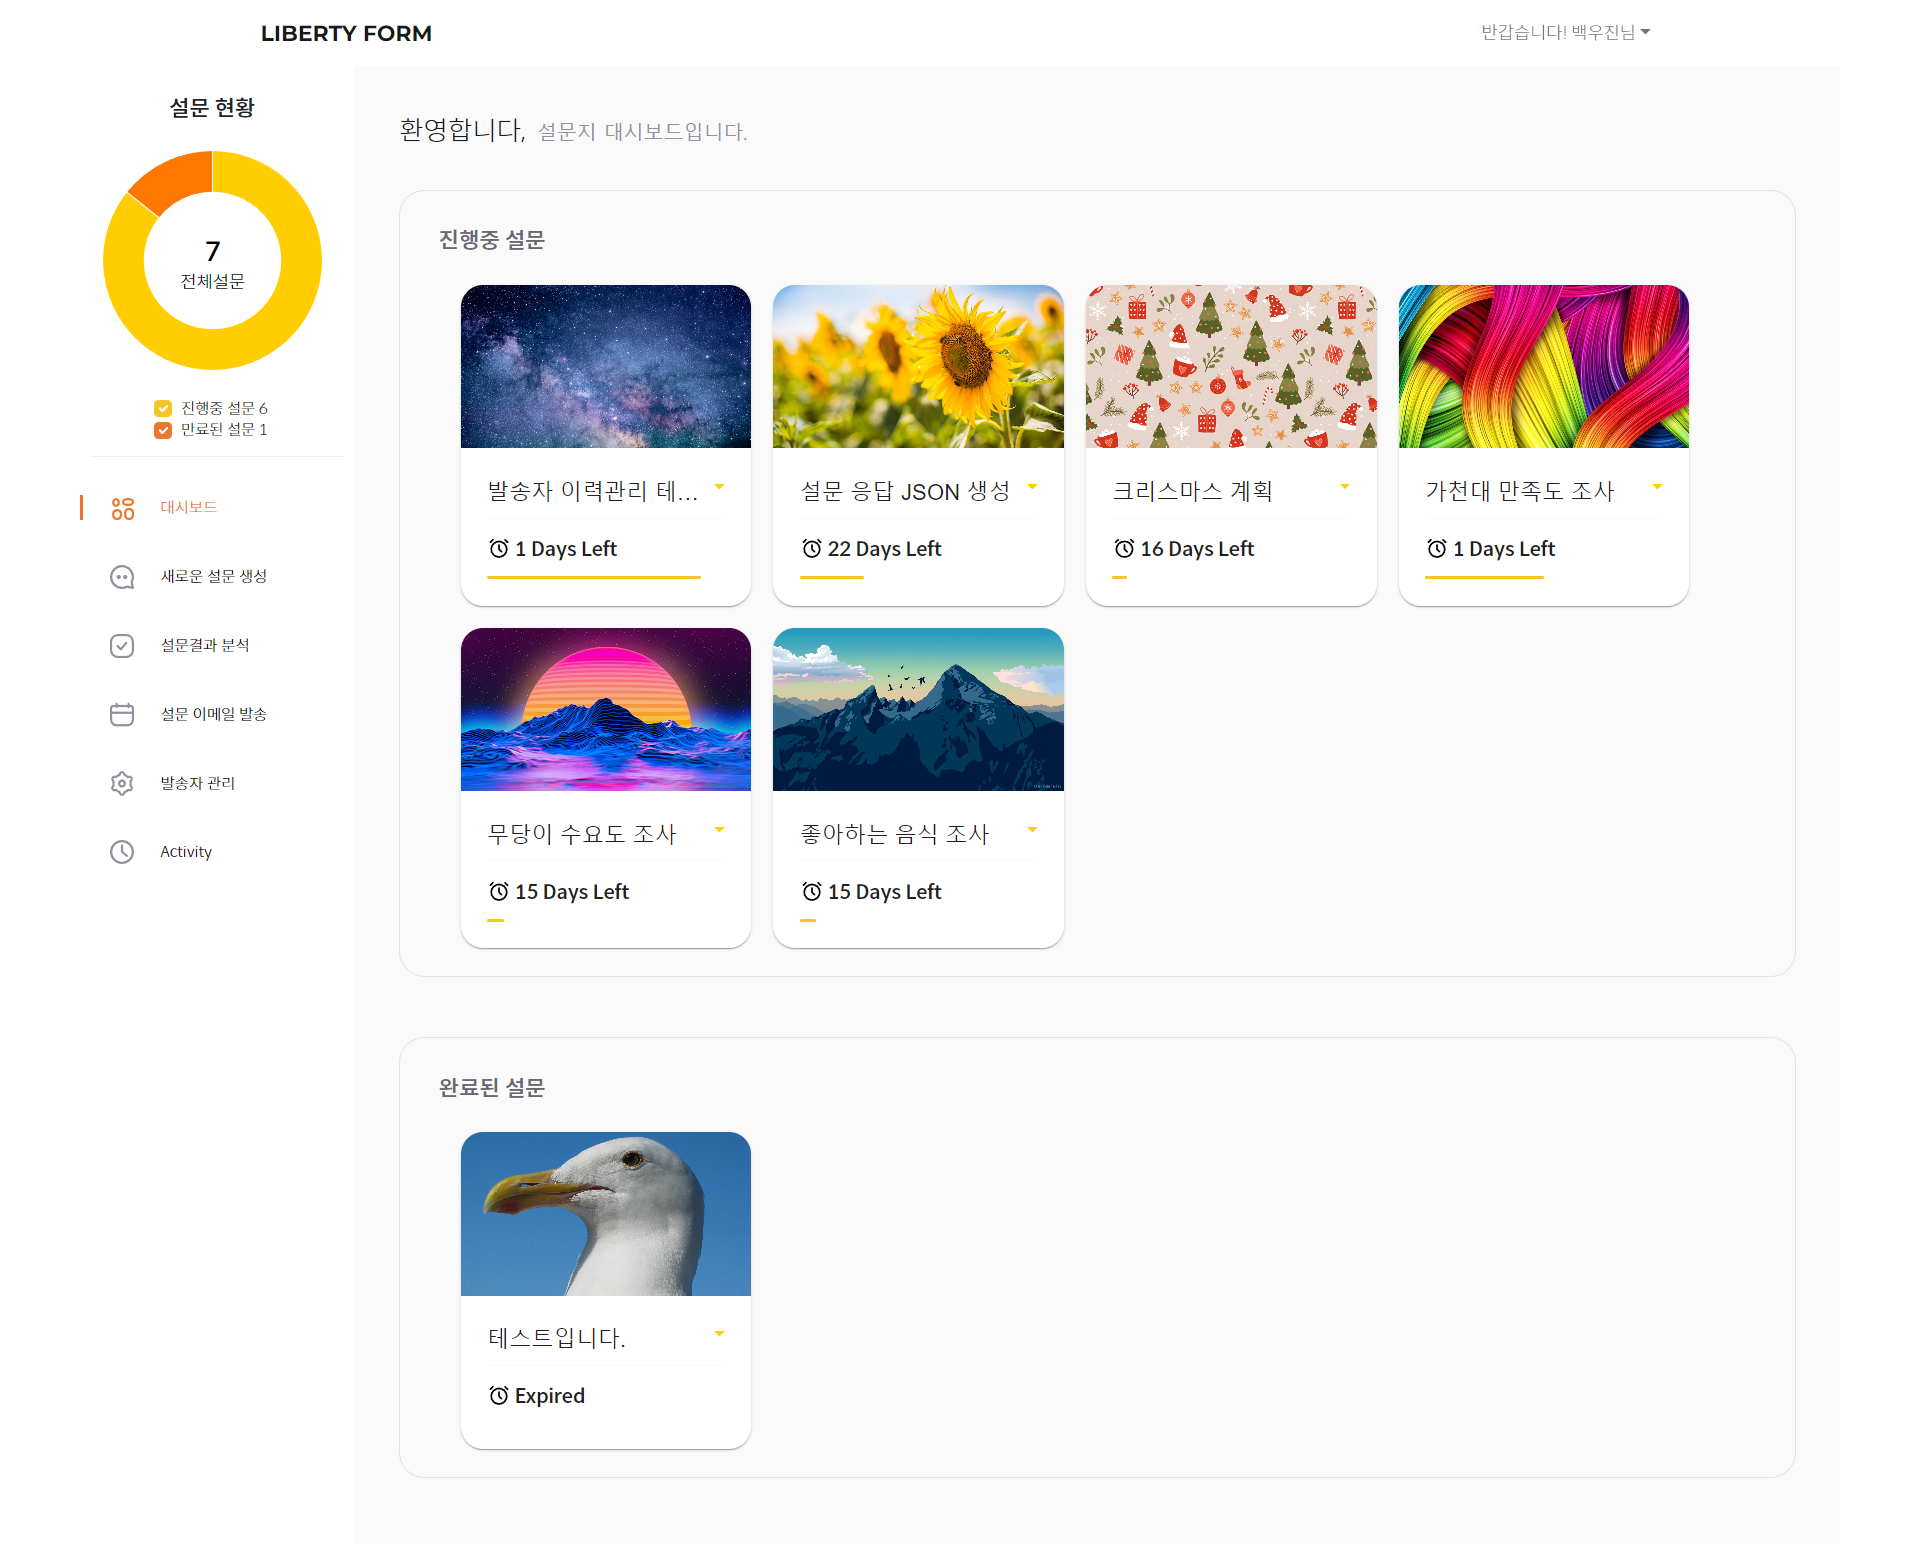 LIBERTY FORM
반갑습니다! 백우진님
설문 현황
7
전체설문
진행중 설문 6
만료된 설문 1
대시보드
새로운 설문 생성
설문결과 분석
설문 이메일 발송
발송자 관리
Activity
환영합니다, 설문지 대시보드입니다.
진행중 설문
발송자 이력관리 테...
1 Days Left
설문 응답 JSON 생성
22 Days Left
크리스마스 계획
16 Days Left
가천대 만족도 조사
1 Days Left
무당이 수요도 조사
15 Days Left
좋아하는 음식 조사
15 Days Left
완료된 설문
테스트입니다.
Expired